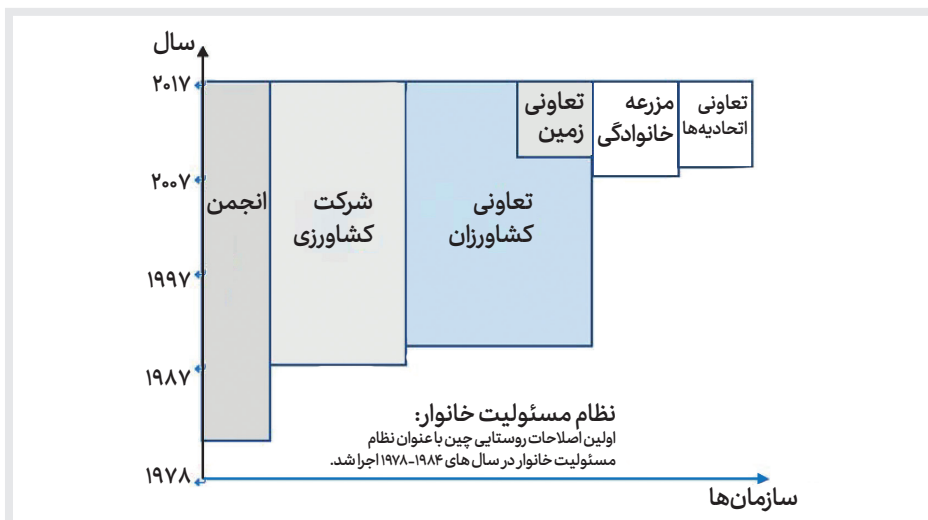 سال
۲۰۱۷
۲۰۰۷
۱۹۹۷
۱۹۸۷
۱۹۷۸
انجمن
شرکت
کشاورزی
تعاونی
کشاورزان
تعاونی
زمین
مزرعه
خانوادگی
تعاونی
اتحادیه‌ها
نظام مسئولیت خانوار:
اولین اصلاحات روستایی چین با عنوان نظام
مسئولیت خانوار در سال های ۱۹۸۴-۱۹۷۸ اجرا شد.
سازمان‌ها